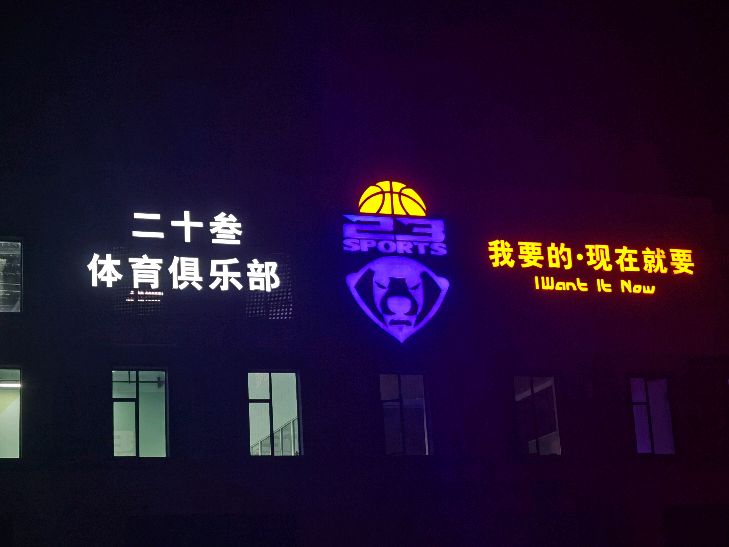 二十叁
体育俱乐部
23
SPORTS
我要的·现在就要
I Want It Now